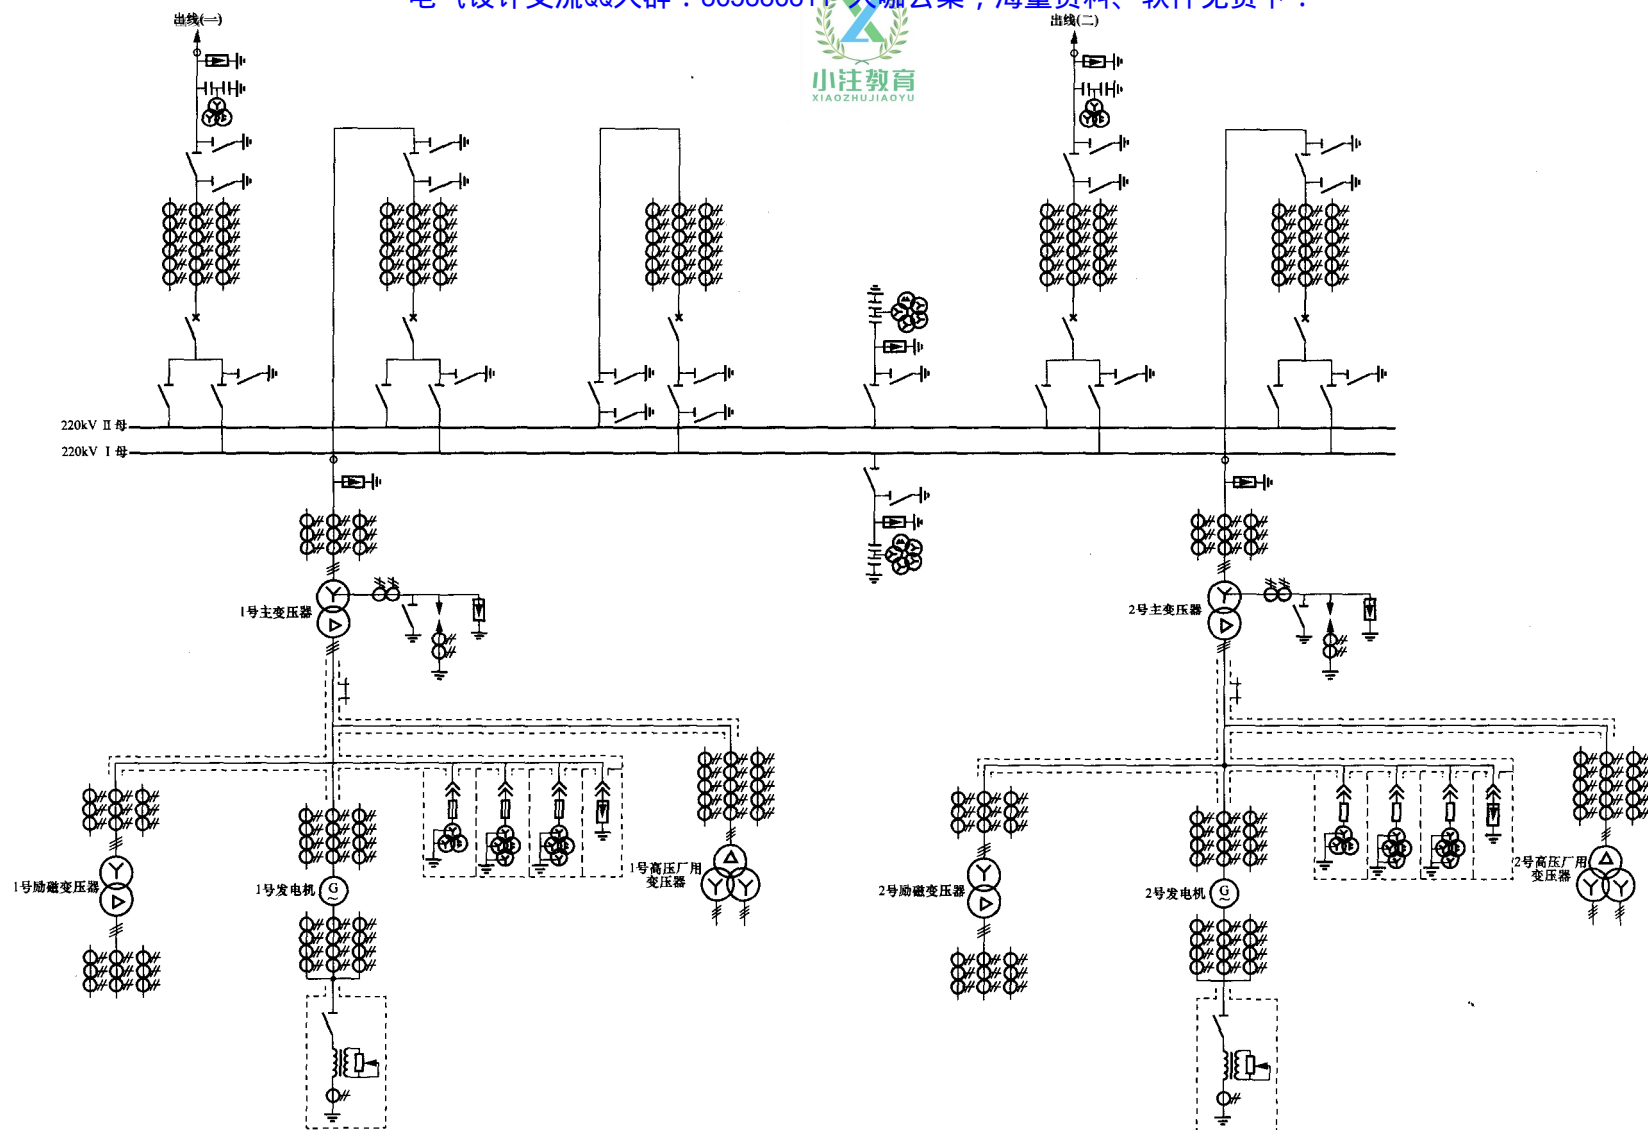 出线(一)
出线(二)
小注教育
XIAOZHUJIAOYU
220kV Ⅱ 母
220kV Ⅰ 母
1号主变压器
2号主变压器
1号励磁变压器
1号发电机
G
~
1号高压厂用
变压器
2号励磁变压器
2号发电机
G
~
2号高压厂用
变压器